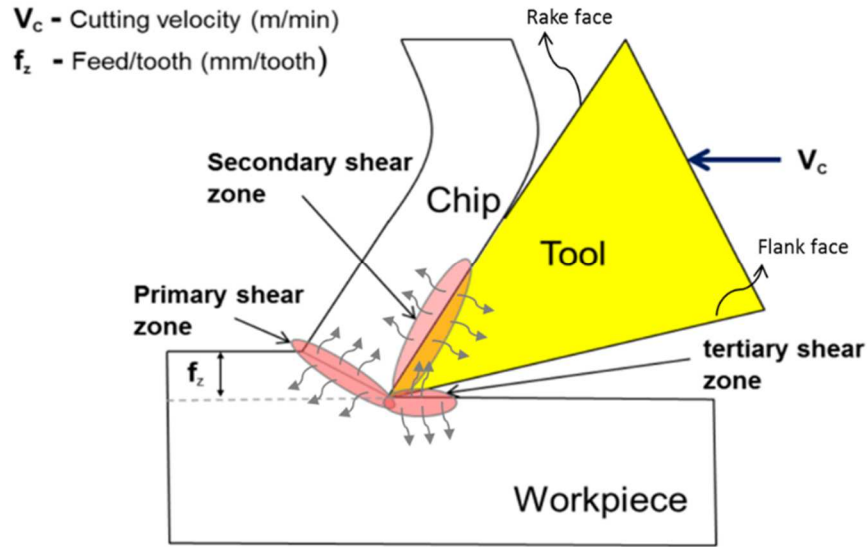 Vc - Cutting velocity (m/min)
fz - Feed/tooth (mm/tooth)
Rake face
Secondary shear
zone
Chip
Vc
Tool
Flank face
Primary shear
zone
fz
tertiary shear
zone
Workpiece